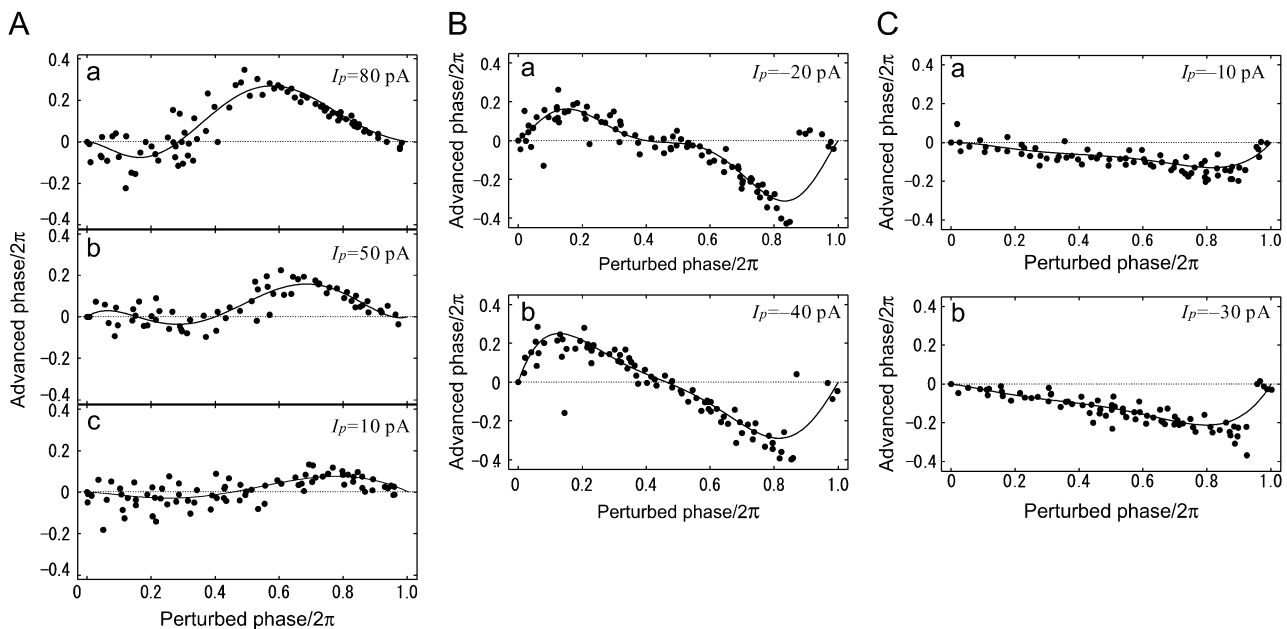 A
a
Ip=80 pA
0.4
0.2
0
−0.2
−0.4
b
Ip=50 pA
0.4
0.2
0
−0.2
−0.4
c
Ip=10 pA
0.4
0.2
0
−0.2
−0.4
Advanced phase/2π
0 0.2 0.4 0.6 0.8 1.0
Perturbed phase/2π
B
a
Ip=−20 pA
0.4
0.2
0
−0.2
−0.4
Advanced phase/2π
0 0.2 0.4 0.6 0.8 1.0
Perturbed phase/2π
b
Ip=−40 pA
0.4
0.2
0
−0.2
−0.4
Advanced phase/2π
0 0.2 0.4 0.6 0.8 1.0
Perturbed phase/2π
C
a
Ip=−10 pA
0.4
0.2
0
−0.2
−0.4
Advanced phase/2π
0 0.2 0.4 0.6 0.8 1.0
Perturbed phase/2π
b
Ip=−30 pA
0.4
0.2
0
−0.2
−0.4
Advanced phase/2π
0 0.2 0.4 0.6 0.8 1.0
Perturbed phase/2π